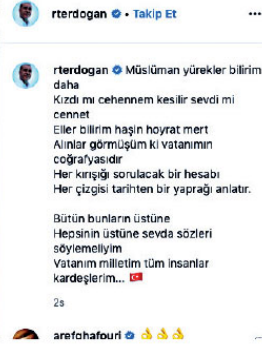 rterdogan • Takip Et
rterdogan Müslüman yürekler bilirim
daha
Kızdı mı cehennem kesilir sevdi mi
cennet
Eller bilirim haşin hoyrat mert
Alınlar görmüşüm ki vatanımın
coğrafyasıdır
Her kırışığı sorulacak bir hesabı
Her çizgisi tarihten bir yaprağı anlatır.
Bütün bunların üstüne
Hepsinin üstüne sevda sözleri
söylemeliyim
Vatanım milletim tüm insanlar
kardeşlerim... 🇹🇷
2s
arefghafouri 👌👌👌